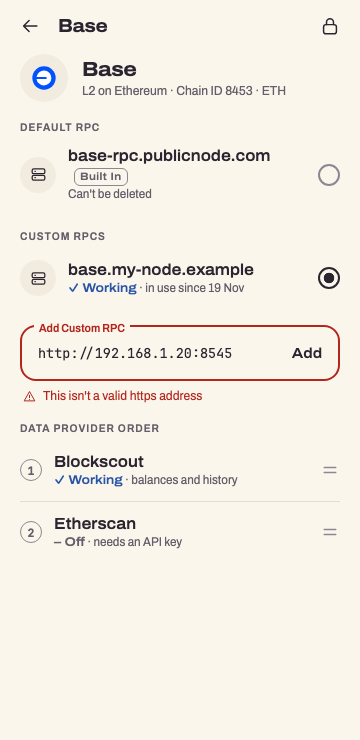 Base
Base
L2 on Ethereum · Chain ID 8453 · ETH
DEFAULT RPC
base-rpc.publicnode.com
Built In
Can't be deleted
CUSTOM RPCS
base.my-node.example
✓ Working · in use since 19 Nov
Add Custom RPC
http://192.168.1.20:8545 Add
This isn't a valid https address
DATA PROVIDER ORDER
1 Blockscout
✓ Working · balances and history
2 Etherscan
– Off · needs an API key